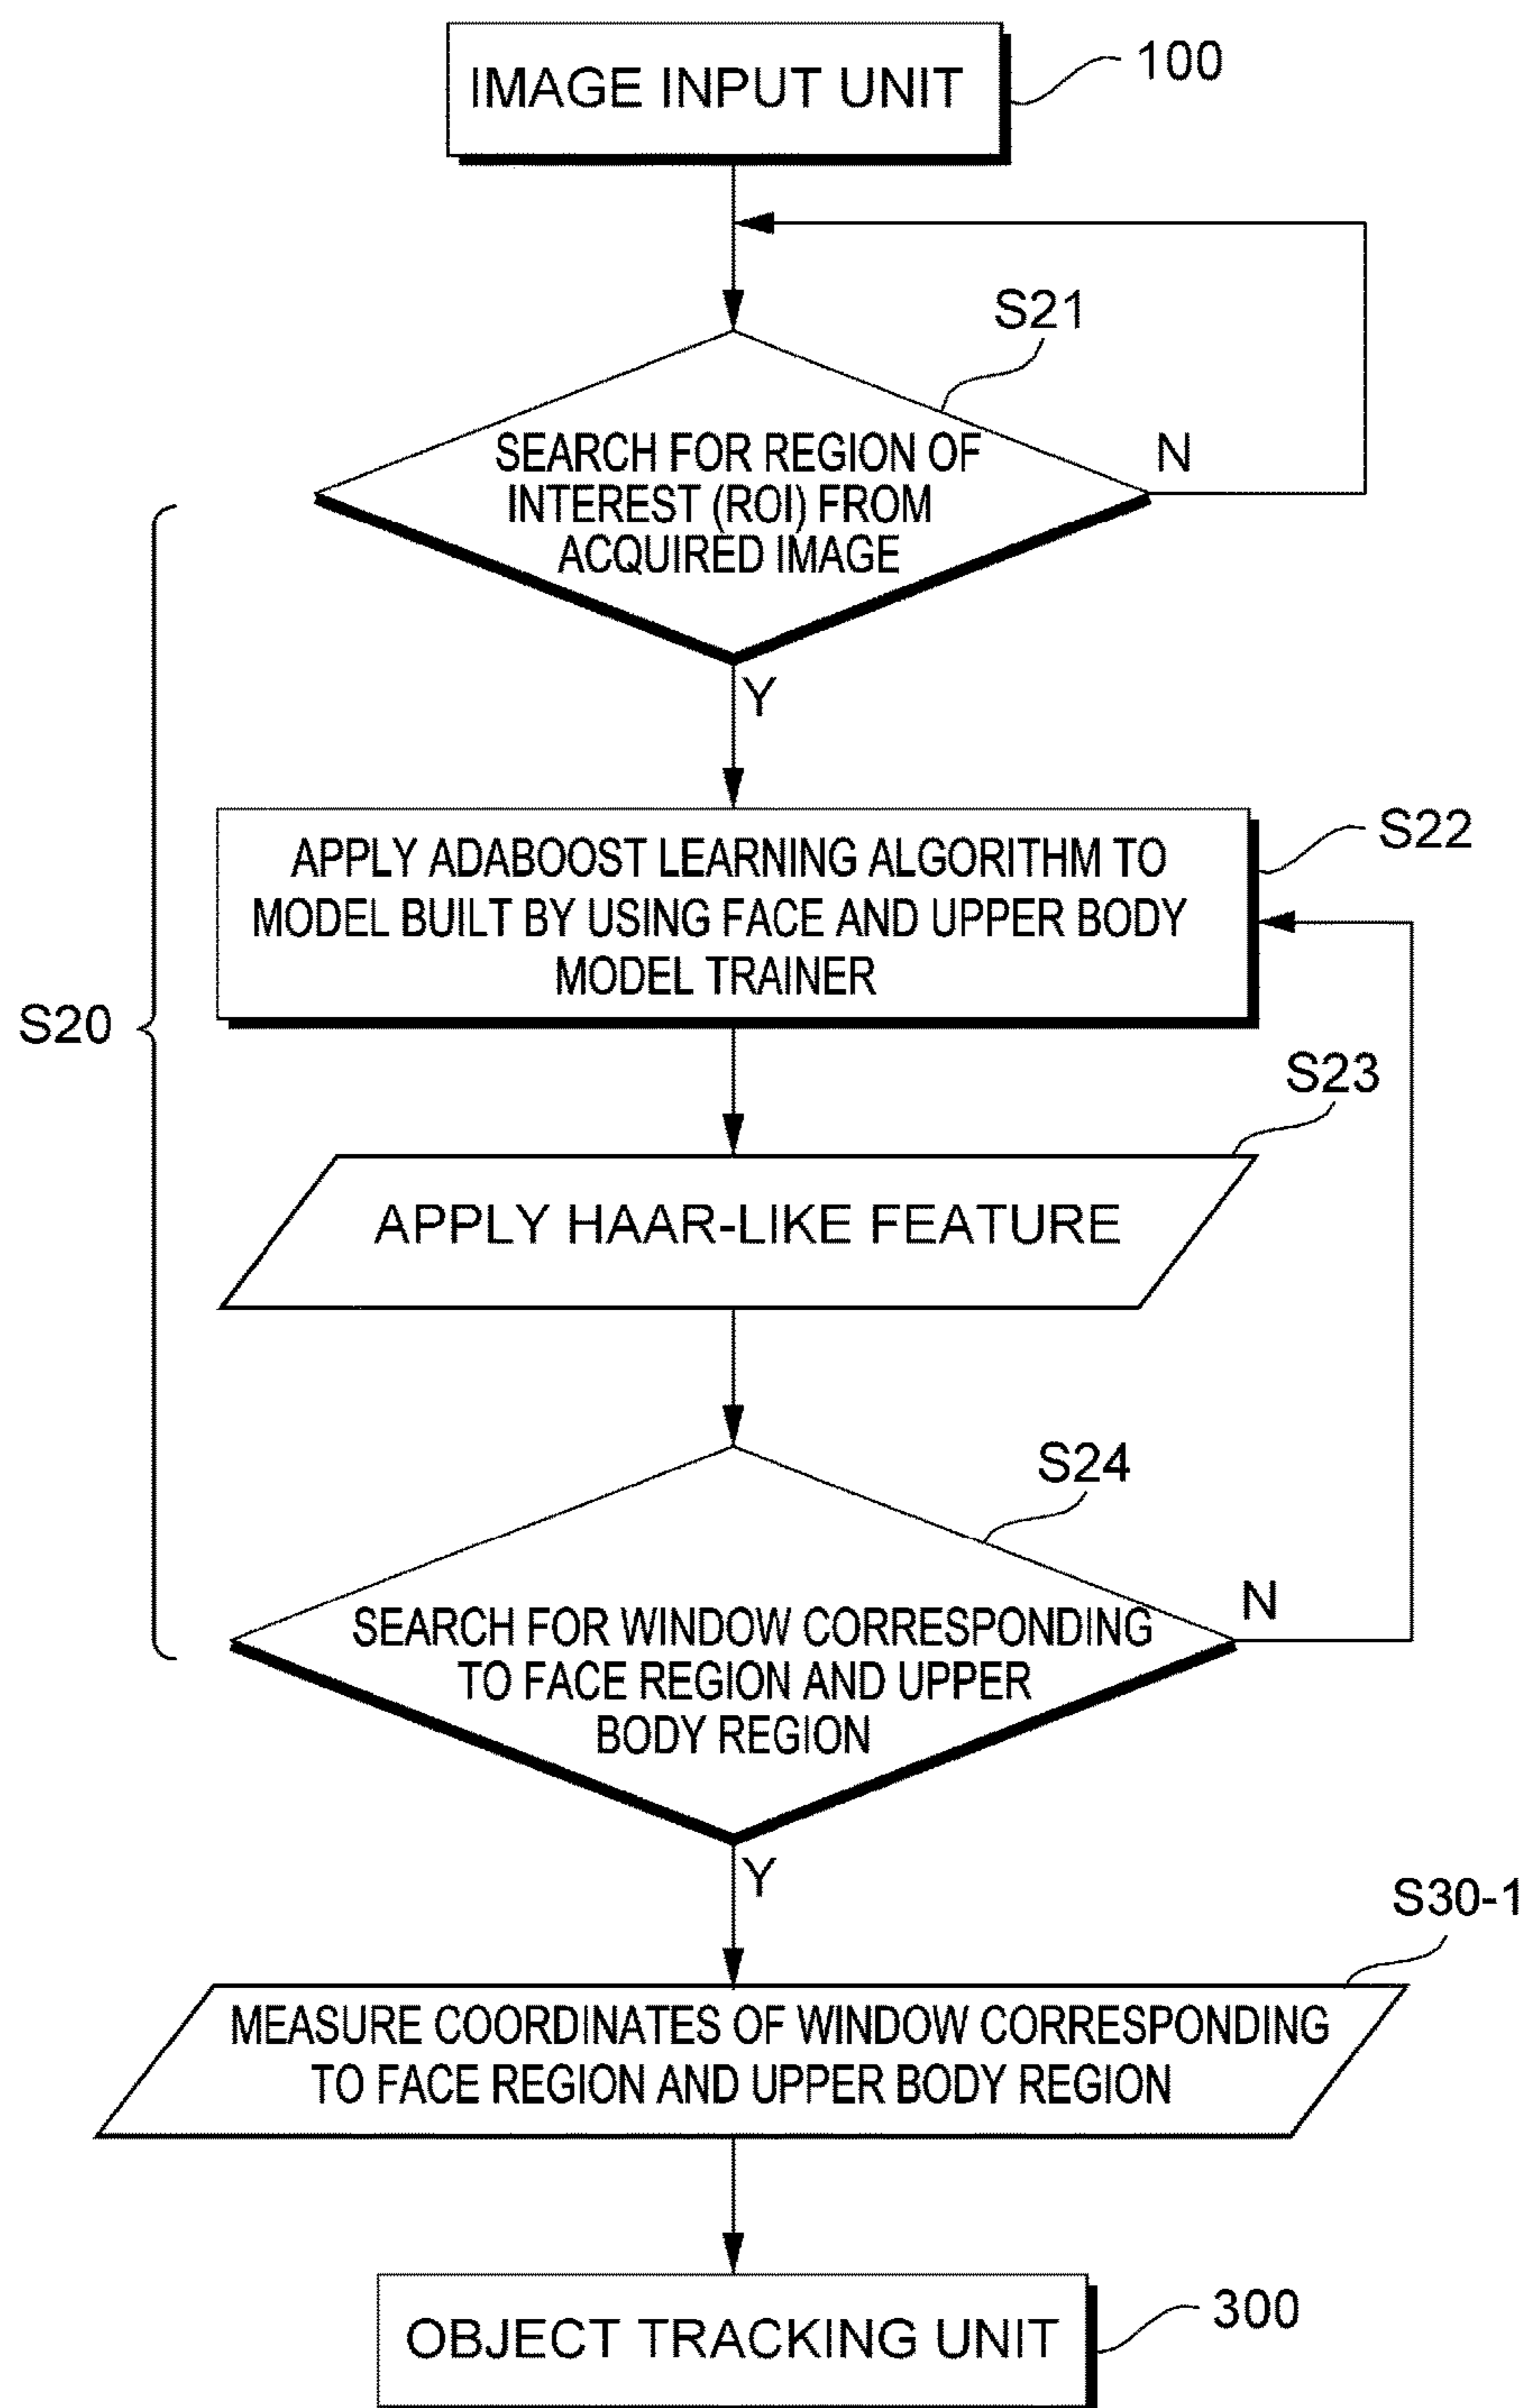 IMAGE INPUT UNIT
100
S21
SEARCH FOR REGION OF
INTEREST (ROI) FROM
ACQUIRED IMAGE
N
Y
S20
APPLY ADABOOST LEARNING ALGORITHM TO
MODEL BUILT BY USING FACE AND UPPER BODY
MODEL TRAINER
S22
S23
APPLY HAAR-LIKE FEATURE
S24
SEARCH FOR WINDOW CORRESPONDING
TO FACE REGION AND UPPER
BODY REGION
N
Y
S30-1
MEASURE COORDINATES OF WINDOW CORRESPONDING
TO FACE REGION AND UPPER BODY REGION
OBJECT TRACKING UNIT
300